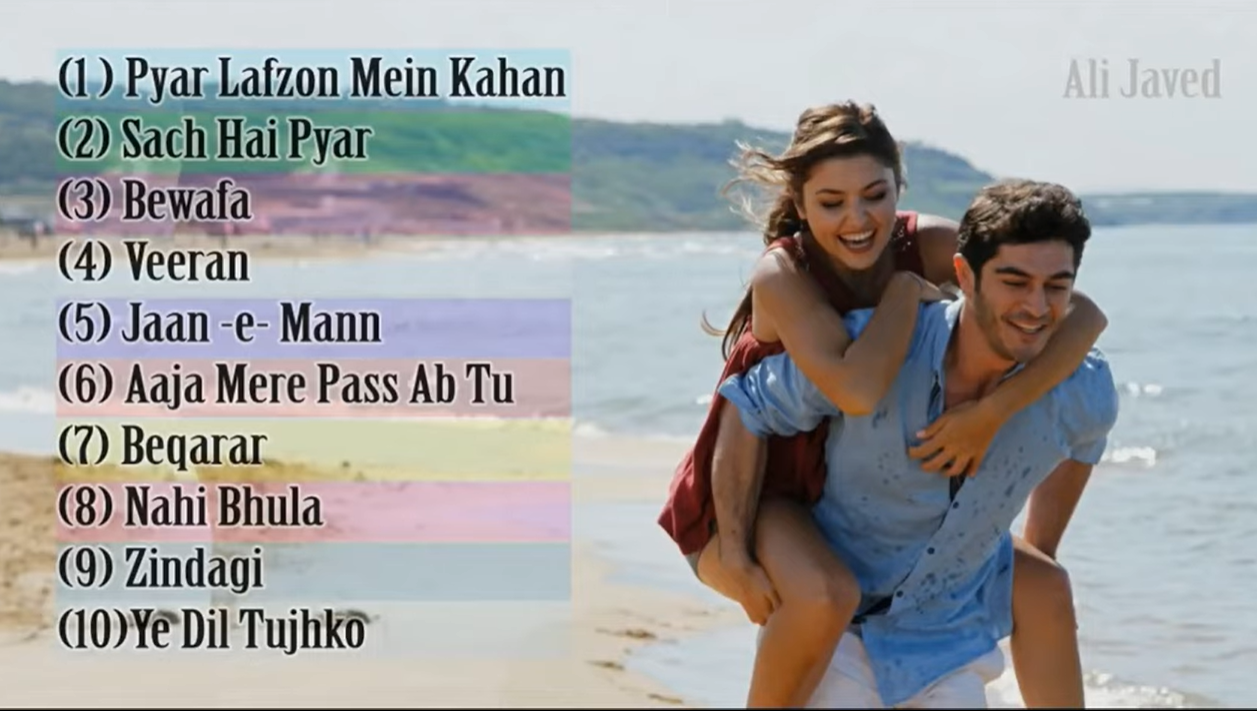 (1) Pyar Lafzon Mein Kahan
Ali Javed
(2) Sach Hai Pyar
(3) Bewafa
(4) Veeran
(5) Jaan -e- Mann
(6) Aaja Mere Pass Ab Tu
(7) Beqarar
(8) Nahi Bhula
(9) Zindagi
(10)Ye Dil Tujhko